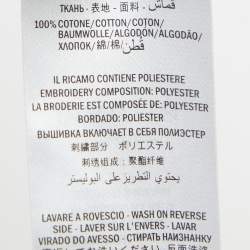 ТКАНЬ - 表地 - 面 - 料 - قماش
100% COTONE/COTTON/COTON/
BAUMWOLLE/ALGODÓN/ALGODÃO/
ХЛОПОК/綿/棉/قطن
IL RICAMO CONTIENE POLIESTERE
EMBROIDERY COMPOSITION: POLYESTER
LA BRODERIE EST COMPOSÉE DE: POLYESTER
BORDADO: POLIESTER
ВЫШИВКА ВКЛЮЧАЕТ В СЕБЯ ПОЛИЭСТЕР
刺繍部分 ポリエステル
刺绣组成: 聚酯纤维
يحتوي التطريز على البوليستر
LAVARE A ROVESCIO - WASH ON REVERSE
SIDE - LAVER SUR L'ENVERS - LAVAR
VIRADO DO AVESSO - СТИРАТЬ НАИЗНАНКУ